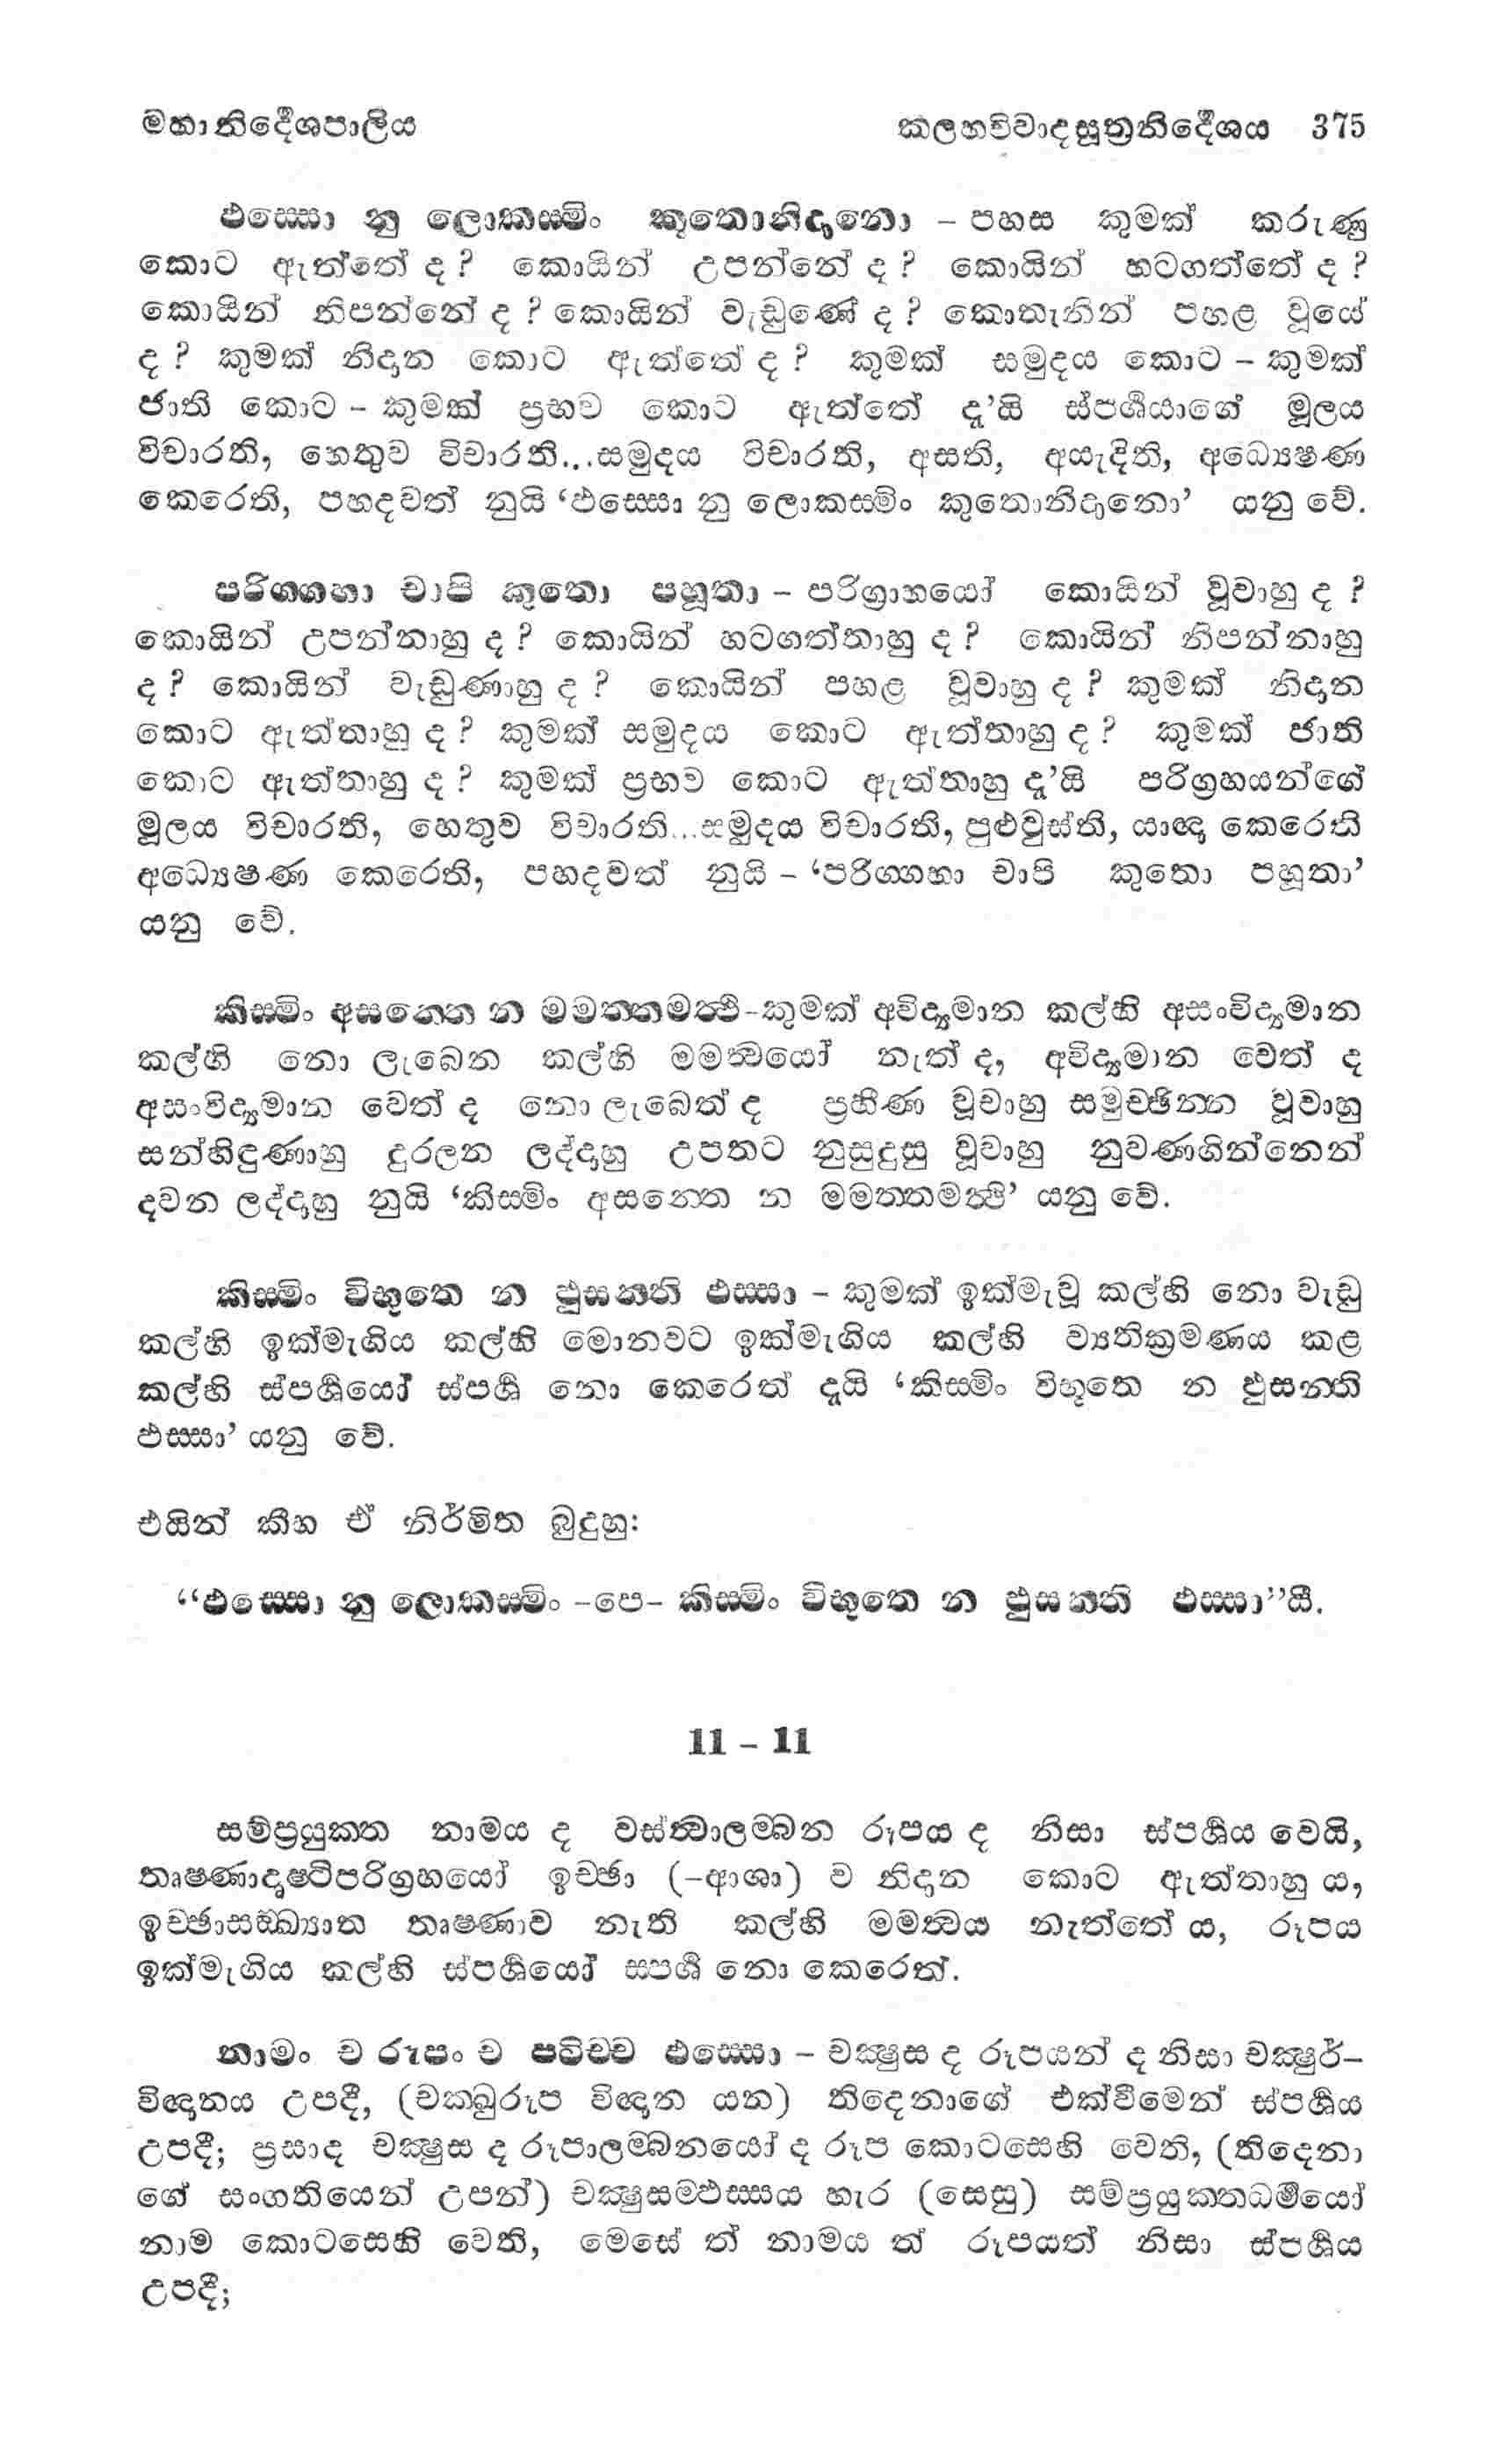 මහානිර්‍දේශපාලිය කලහවිවාදසූත්‍රනිර්‍දේශය 375
ඵස්සො නු ලොකස්මිං කුතොනිදානො – පහස කුමක් කරුණු
කොට ඇත්තේ ද ? කොයින් උපන්නේ ද ? කොයින් හටගත්තේ ද ?
කොයින් නිපන්නේ ද ? කොයින් වැඩුණේ ද ? කොතැනින් පහළ වූයේ
ද ? කුමක් නිදාන කොට ඇත්තේ ද ? කුමක් සමුදය කොට – කුමක්
ජාති කොට – කුමක් ප්‍රභව කොට ඇත්තේ දැ’යි ස්පර්‍ශයාගේ මූලය
විචාරති, හෙතුව විචාරති...සමුදය විචාරති, අසති, අයැදිති, අධ්‍යෙෂණ
කෙරෙති, පහදවත් නුයි ‘ඵස්සො නු ලොකස්මිං කුතොනිදානො’ යනු වේ.
පරිග්ගහා චාපි කුතො පහූතා – පරිග්‍රාහයෝ කොයින් වූවාහු ද ?
කොයින් උපන්නාහු ද ? කොයින් හටගත්තාහු ද ? කොයින් නිපන්නාහු
ද ? කොයින් වැඩුණාහු ද ? කොයින් පහළ වූවාහු ද ? කුමක් නිදාන
කොට ඇත්තාහු ද ? කුමක් සමුදය කොට ඇත්තාහු ද ? කුමක් ජාති
කොට ඇත්තාහු ද ? කුමක් ප්‍රභව කොට ඇත්තාහු දැ’යි පරිග්‍රහයන්ගේ
මූලය විචාරති, හෙතුව විචාරති...සමුදය විචාරති, පුළුවුස්ති, යාඥා කෙරෙති
අධ්‍යෙෂණ කෙරෙති, පහදවත් නුයි – ‘පරිග්ගහා චාපි කුතො පහූතා’
යනු වේ.
කිස්මිං අසන්තෙ න මමත්තමත්‍ථි-කුමක් අවිද්‍යමාන කල්හි අසංවිද්‍යමාන
කල්හි නො ලැබෙන කල්හි මමත්‍වයෝ නැත් ද, අවිද්‍යමාන වෙත් ද
අසංවිද්‍යමාන වෙත් ද නො ලැබෙත් ද ප්‍රහීණ වූවාහු සමුච්ඡින්න වූවාහු
සන්හිඳුණාහු දුරලන ලද්දාහු උපතට නුසුදුසු වූවාහු නුවණගින්නෙන්
දවන ලද්දාහු නුයි ‘කිස්මිං අසන්තෙ න මමත්තමත්‍ථි’ යනු වේ.
කිස්මිං විභූතෙ න ඵුසන්ති ඵස්සා – කුමක් ඉක්මැවූ කල්හි නො වැඩු
කල්හි ඉක්මැගිය කල්හි මොනවට ඉක්මැගිය කල්හි ව්‍යතික්‍රමණය කළ
කල්හි ස්පර්‍ශයෝ ස්පර්‍ශ නො කෙරෙත් දැයි ‘කිස්මිං විභූතෙ න ඵුසන්ති
ඵස්සා’ යනු වේ.
එයින් කීහ ඒ නිර්මිත බුදුහු:
“ඵස්සො නු ලොකස්මිං –පෙ– කිස්මිං විභූතෙ න ඵුසන්ති ඵස්සා”යී.
11 – 11
සම්ප්‍රයුක්ත නාමය ද වස්ත්‍වාලම්බන රූපය ද නිසා ස්පර්‍ශය වෙයි,
තෘෂ්ණාදෘෂ්ටිපරිග්‍රහයෝ ඉච්ඡා (–ආශා) ව නිදාන කොට ඇත්තාහු ය,
ඉච්ඡාසඞ්ඛ්‍යාත තෘෂ්ණාව නැති කල්හි මමත්‍වය නැත්තේ ය, රූපය
ඉක්මැගිය කල්හි ස්පර්‍ශයෝ ස්පර්‍ශ නො කෙරෙත්.
නාමං ච රූපං ච පටිච්ච ඵස්සො – චක්‍ෂුස ද රූපයන් ද නිසා චක්‍ෂුර්–
විඥානය උපදී, (චක්ඛුරූප විඥාන යන) තිදෙනාගේ එක්වීමෙන් ස්පර්‍ශය
උපදී; ප්‍රසාද චක්‍ෂුස ද රූපාලම්බනයෝ ද රූප කොටසෙහි වෙති, (තිදෙනා
ගේ සංගතියෙන් උපන්) චක්‍ෂුසම්ඵස්සය හැර (සෙසු) සම්ප්‍රයුක්තධර්‍මයෝ
නාම කොටසෙහි වෙති, මෙසේ ත් නාමය ත් රූපයත් නිසා ස්පර්‍ශය
උපදී;